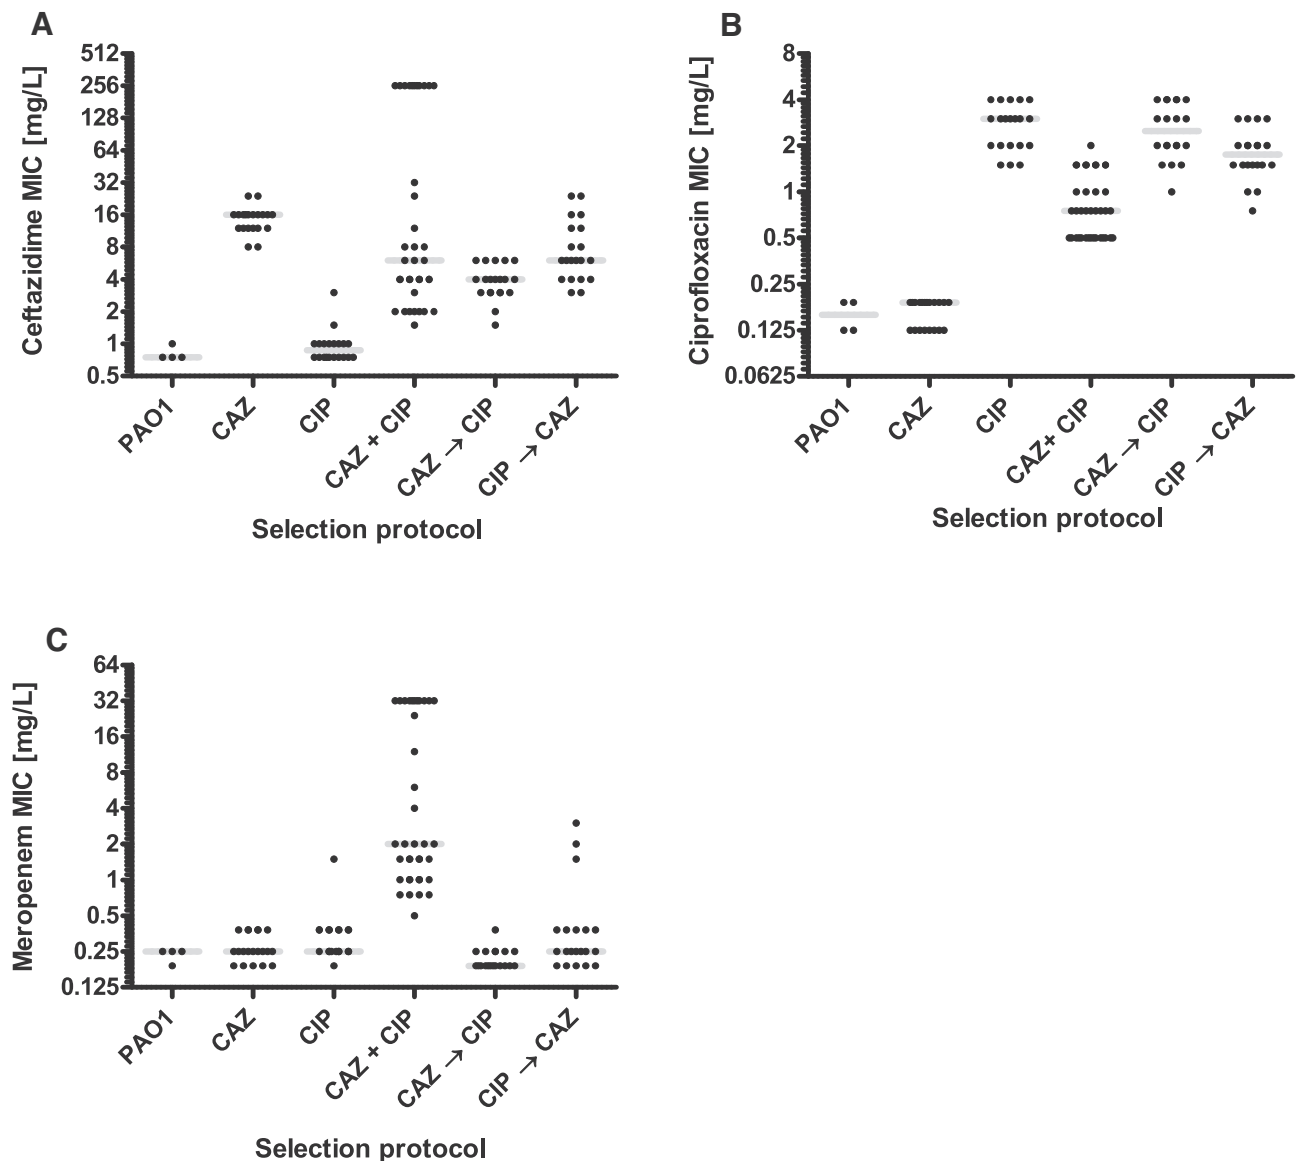 A
Ceftazidime MIC [mg/L]
512
256
128
64
32
16
8
4
2
1
0.5
PAO1
CAZ
CIP
CAZ + CIP
CAZ → CIP
CIP → CAZ
Selection protocol
B
Ciprofloxacin MIC [mg/L]
8
4
2
1
0.5
0.25
0.125
0.0625
PAO1
CAZ
CIP
CAZ+ CIP
CAZ → CIP
CIP → CAZ
Selection protocol
C
Meropenem MIC [mg/L]
64
32
16
8
4
2
1
0.5
0.25
0.125
PAO1
CAZ
CIP
CAZ + CIP
CAZ → CIP
CIP → CAZ
Selection protocol